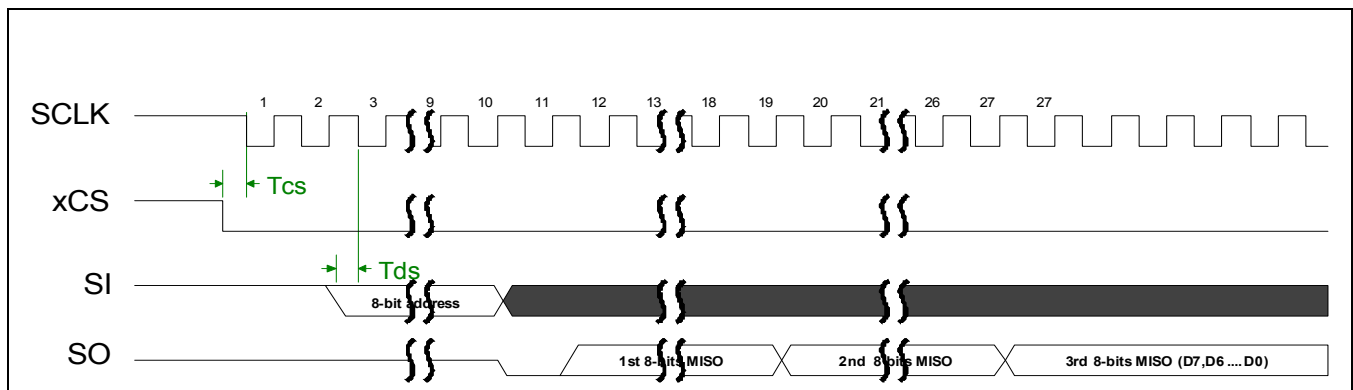 1 2 3 9 10 11 12 13 18 19 20 21 26 27 27
SCLK
Tcs
xCS
Tds
SI
8-bit address
SO
1st 8-bits MISO 2nd 8-bits MISO 3rd 8-bits MISO (D7,D6 ....D0)